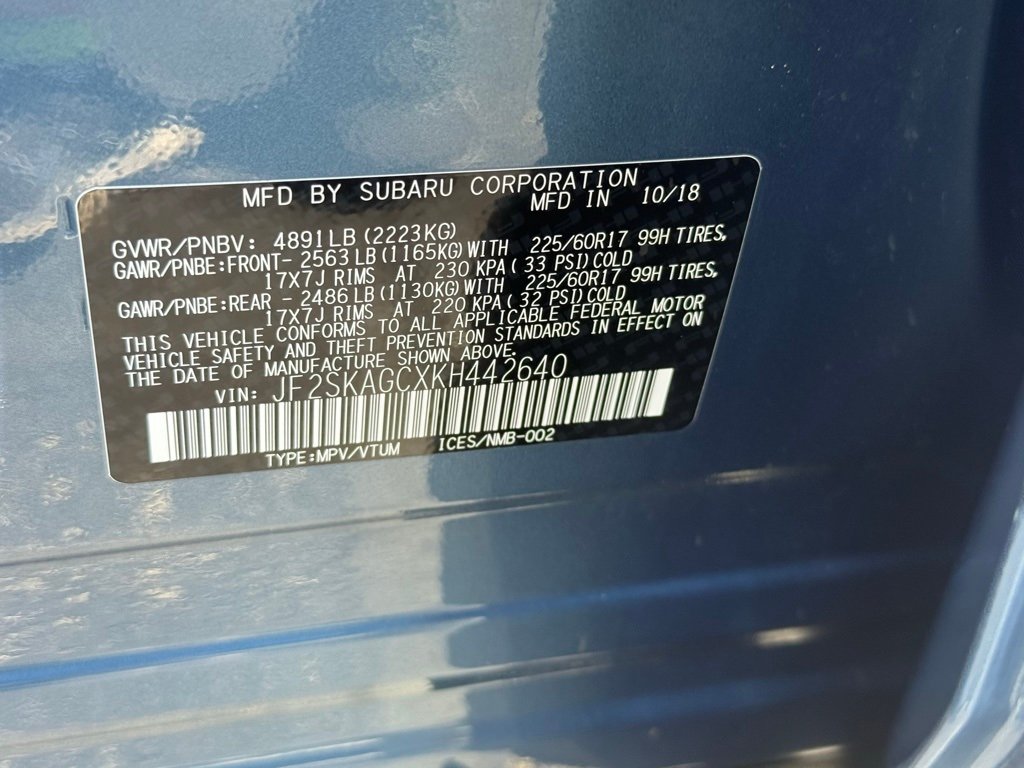 MFD BY SUBARU CORPORATION
MFD IN 10/18
GVWR/PNBV: 4891LB (2223KG)
GAWR/PNBE:FRONT- 2563 LB (1165KG) WITH 225/60R17 99H TIRES,
17X7J RIMS AT 230 KPA ( 33 PSI) COLD
GAWR/PNBE:REAR - 2486 LB (1130KG) WITH 225/60R17 99H TIRES,
17X7J RIMS AT 220 KPA ( 32 PSI) COLD
THIS VEHICLE CONFORMS TO ALL APPLICABLE FEDERAL MOTOR
VEHICLE SAFETY AND THEFT PREVENTION STANDARDS IN EFFECT ON
THE DATE OF MANUFACTURE SHOWN ABOVE.
VIN: JF2SKAGCXKH442640
TYPE:MPV/VTUM ICES/NMB-002